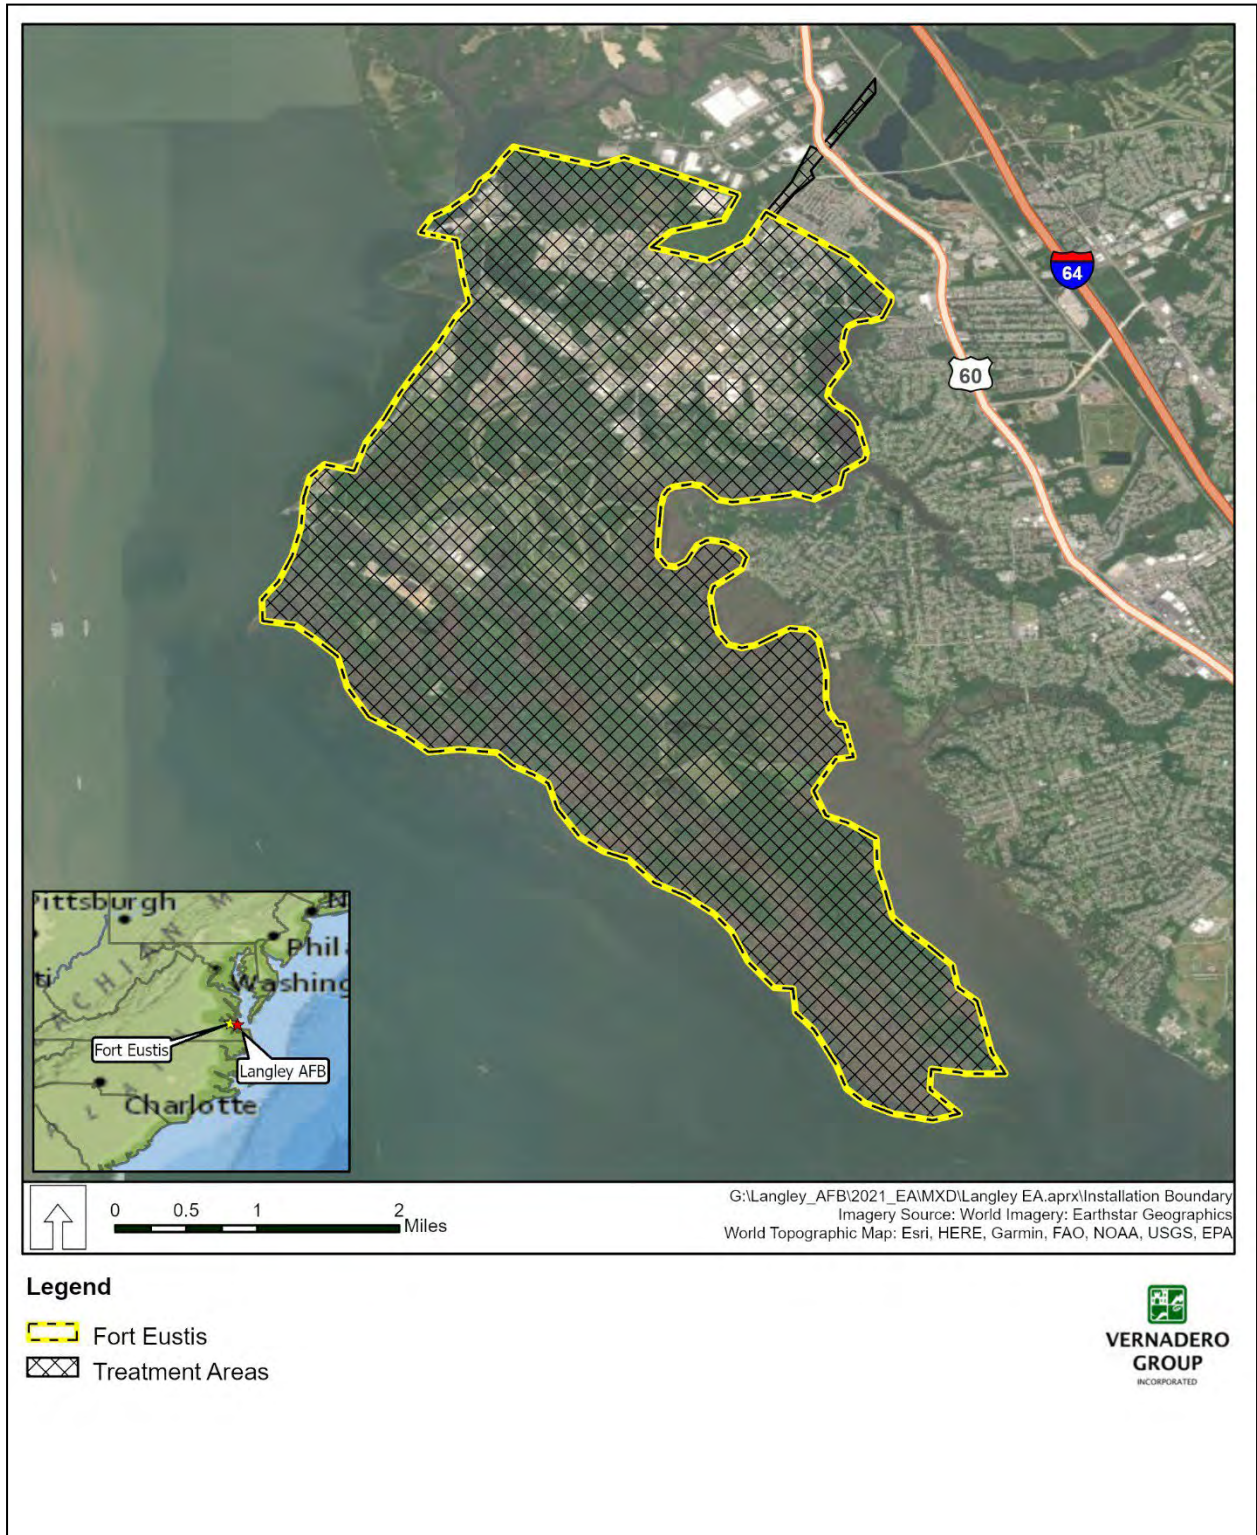 64
60
Pittsburgh
N
CHIAN M
Phil
ti
Washing
Fort Eustis
Langley AFB
Charlotte
0 0.5 1 2
Miles
G:\Langley_AFB\2021_EA\MXD\Langley EA.aprx\Installation Boundary
Imagery Source: World Imagery: Earthstar Geographics
World Topographic Map: Esri, HERE, Garmin, FAO, NOAA, USGS, EPA
Legend
Fort Eustis
Treatment Areas
VERNADERO
GROUP
INCORPORATED